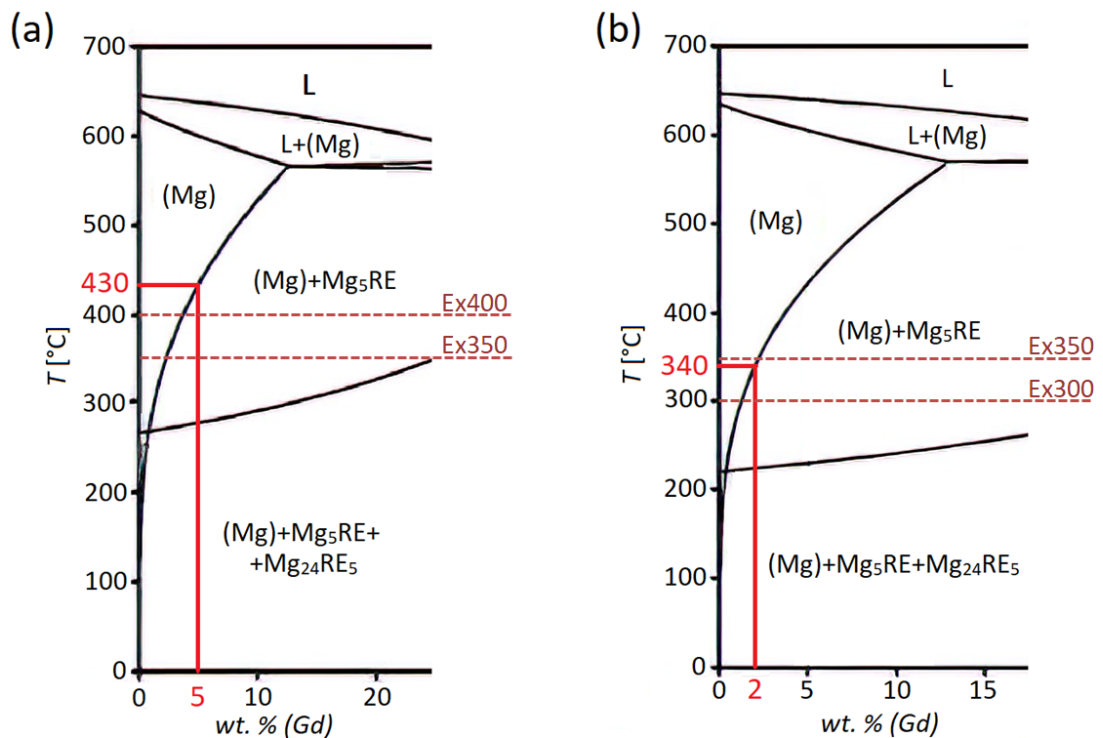 (a)
700
600
500
430
400
300
200
100
0
T [°C]
L
L+(Mg)
(Mg)
(Mg)+Mg₅RE
Ex400
Ex350
(Mg)+Mg₅RE+
+Mg₂₄RE₅
0
5
10
20
wt. % (Gd)
(b)
700
600
500
400
340
300
200
100
0
T [°C]
L
L+(Mg)
(Mg)
(Mg)+Mg₅RE
Ex350
Ex300
(Mg)+Mg₅RE+Mg₂₄RE₅
0
2
5
10
15
wt. % (Gd)